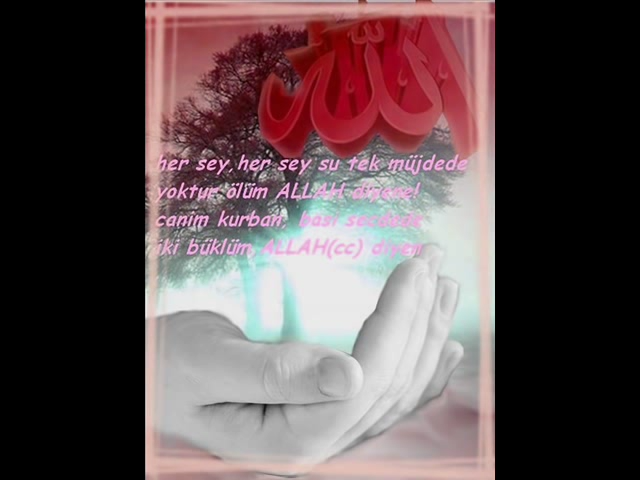 الله
her sey, her sey su tek müjdede
yoktur ölüm ALLAH diyene!
canim kurban, bası secdede
iki büklüm, ALLAH(cc) diyen